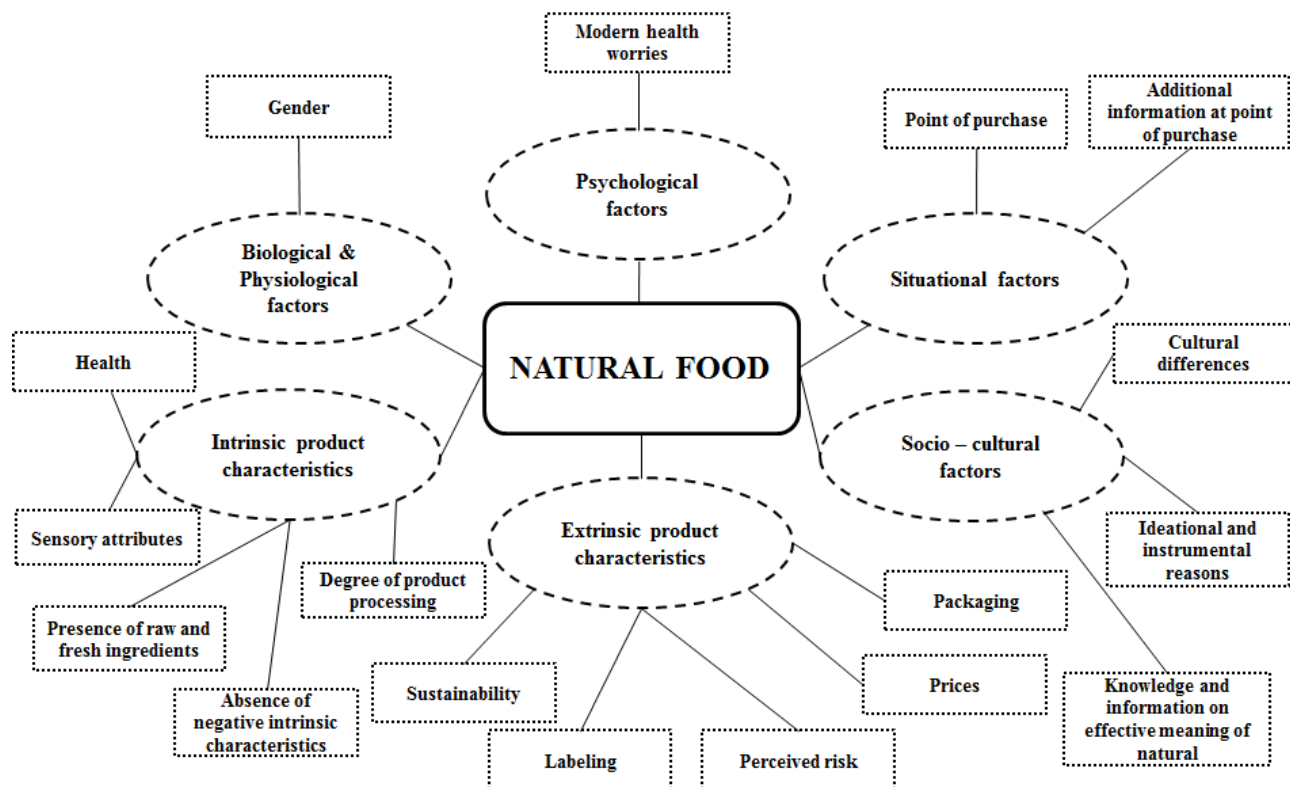 Modern health
worries
Gender
Point of purchase
Additional
information at point
of purchase
Psychological
factors
Biological &
Physiological
factors
Situational factors
Health
NATURAL FOOD
Cultural
differences
Intrinsic product
characteristics
Socio – cultural
factors
Sensory attributes
Extrinsic product
characteristics
Ideational and
instrumental
reasons
Degree of product
processing
Packaging
Presence of raw and
fresh ingredients
Sustainability
Prices
Absence of
negative intrinsic
characteristics
Knowledge and
information on
effective meaning of
natural
Labeling
Perceived risk